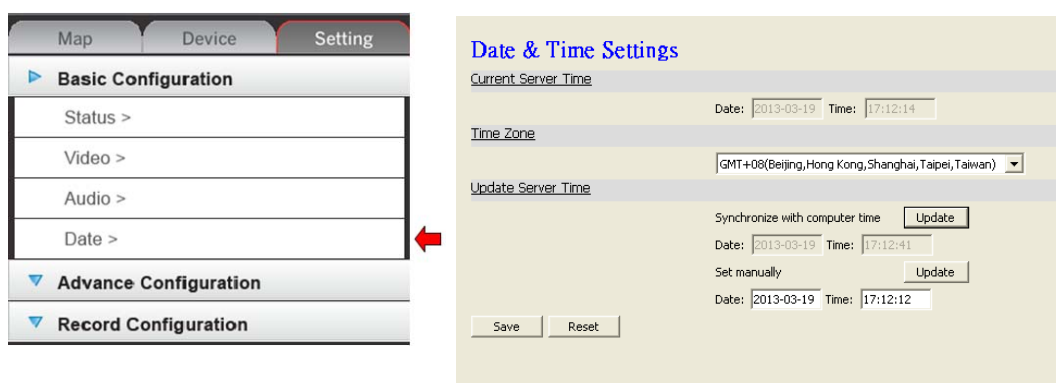 Map Device Setting
Basic Configuration
Status >
Video >
Audio >
Date >
Advance Configuration
Record Configuration
Date & Time Settings
Current Server Time
Date: 2013-03-19 Time: 17:12:14
Time Zone
GMT+08(Beijing,Hong Kong,Shanghai,Taipei,Taiwan)
Update Server Time
Synchronize with computer time Update
Date: 2013-03-19 Time: 17:12:41
Set manually Update
Date: 2013-03-19 Time: 17:12:12
Save Reset